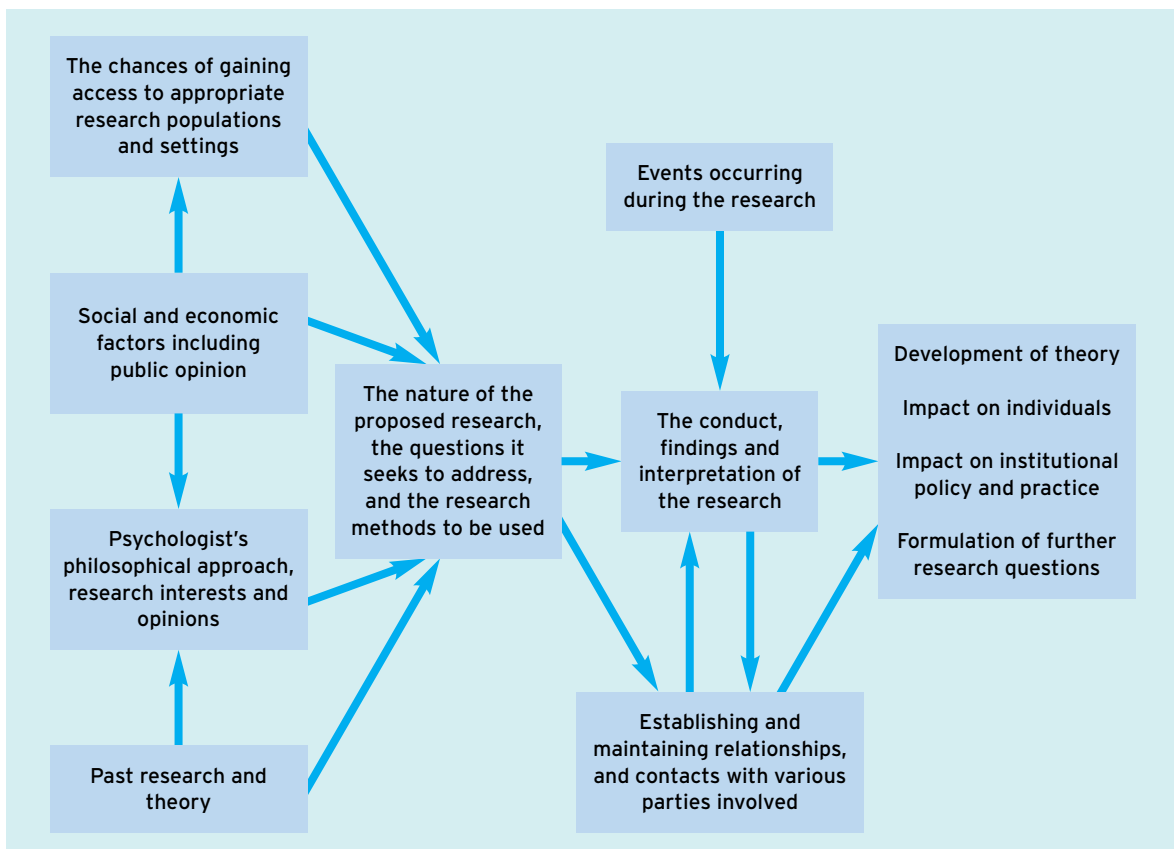 The chances of gaining
access to appropriate
research populations
and settings
Social and economic
factors including
public opinion
Psychologist's
philosophical approach,
research interests and
opinions
Past research and
theory
The nature of the
proposed research,
the questions it
seeks to address,
and the research
methods to be used
Events occurring
during the research
The conduct,
findings and
interpretation of
the research
Establishing and
maintaining relationships,
and contacts with various
parties involved
Development of theory
Impact on individuals
Impact on institutional
policy and practice
Formulation of further
research questions